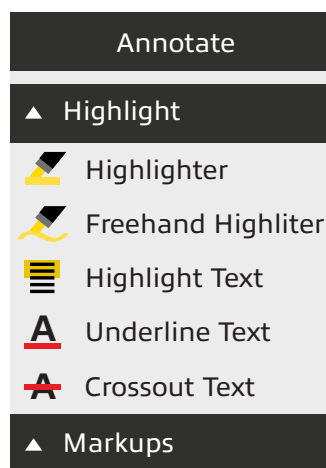 Annotate
Highlight
Highlighter
Freehand Highliter
Highlight Text
A Underline Text
A Crossout Text
Markups